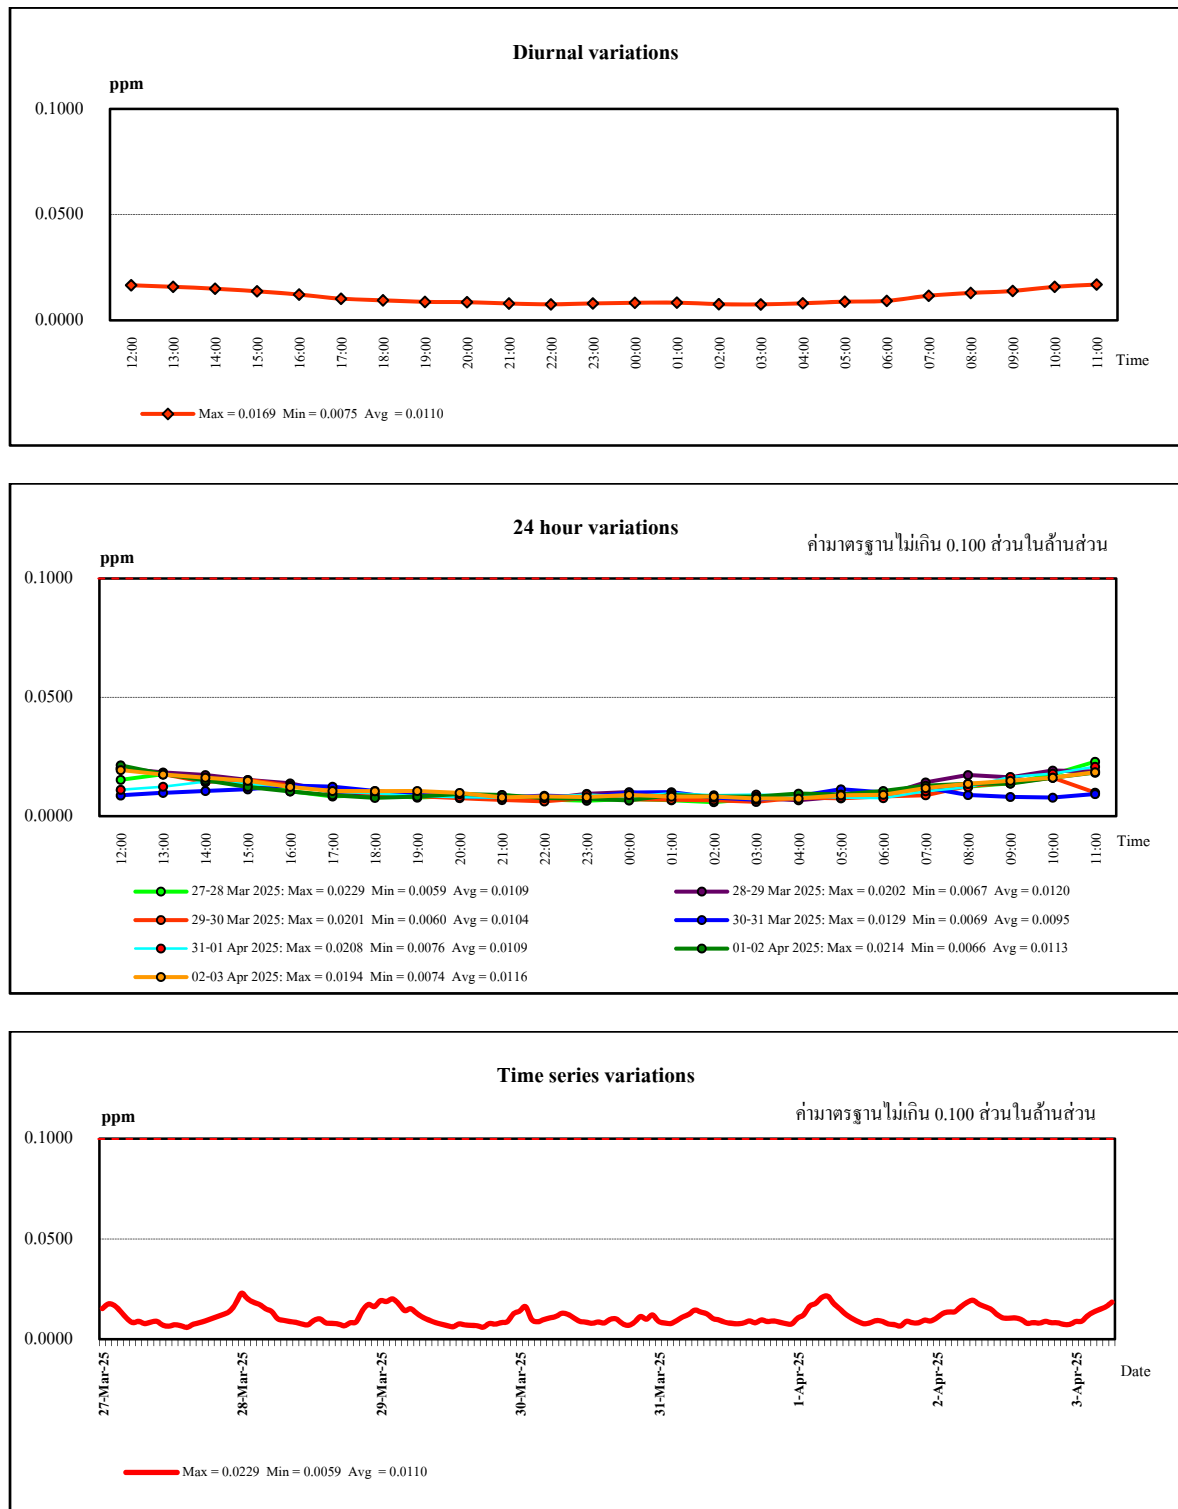 Diurnal variations
ppm
0.1000
0.0500
0.0000
12:00 13:00 14:00 15:00 16:00 17:00 18:00 19:00 20:00 21:00 22:00 23:00 00:00 01:00 02:00 03:00 04:00 05:00 06:00 07:00 08:00 09:00 10:00 11:00 Time
Max = 0.0169 Min = 0.0075 Avg = 0.0110
24 hour variations
ค่ามาตรฐานไม่เกิน 0.100 ส่วนในล้านส่วน
ppm
0.1000
0.0500
0.0000
12:00 13:00 14:00 15:00 16:00 17:00 18:00 19:00 20:00 21:00 22:00 23:00 00:00 01:00 02:00 03:00 04:00 05:00 06:00 07:00 08:00 09:00 10:00 11:00 Time
27-28 Mar 2025: Max = 0.0229 Min = 0.0059 Avg = 0.0109
28-29 Mar 2025: Max = 0.0202 Min = 0.0067 Avg = 0.0120
29-30 Mar 2025: Max = 0.0201 Min = 0.0060 Avg = 0.0104
30-31 Mar 2025: Max = 0.0129 Min = 0.0069 Avg = 0.0095
31-01 Apr 2025: Max = 0.0208 Min = 0.0076 Avg = 0.0109
01-02 Apr 2025: Max = 0.0214 Min = 0.0066 Avg = 0.0113
02-03 Apr 2025: Max = 0.0194 Min = 0.0074 Avg = 0.0116
Time series variations
ค่ามาตรฐานไม่เกิน 0.100 ส่วนในล้านส่วน
ppm
0.1000
0.0500
0.0000
27-Mar-25 28-Mar-25 29-Mar-25 30-Mar-25 31-Mar-25 1-Apr-25 2-Apr-25 3-Apr-25 Date
Max = 0.0229 Min = 0.0059 Avg = 0.0110